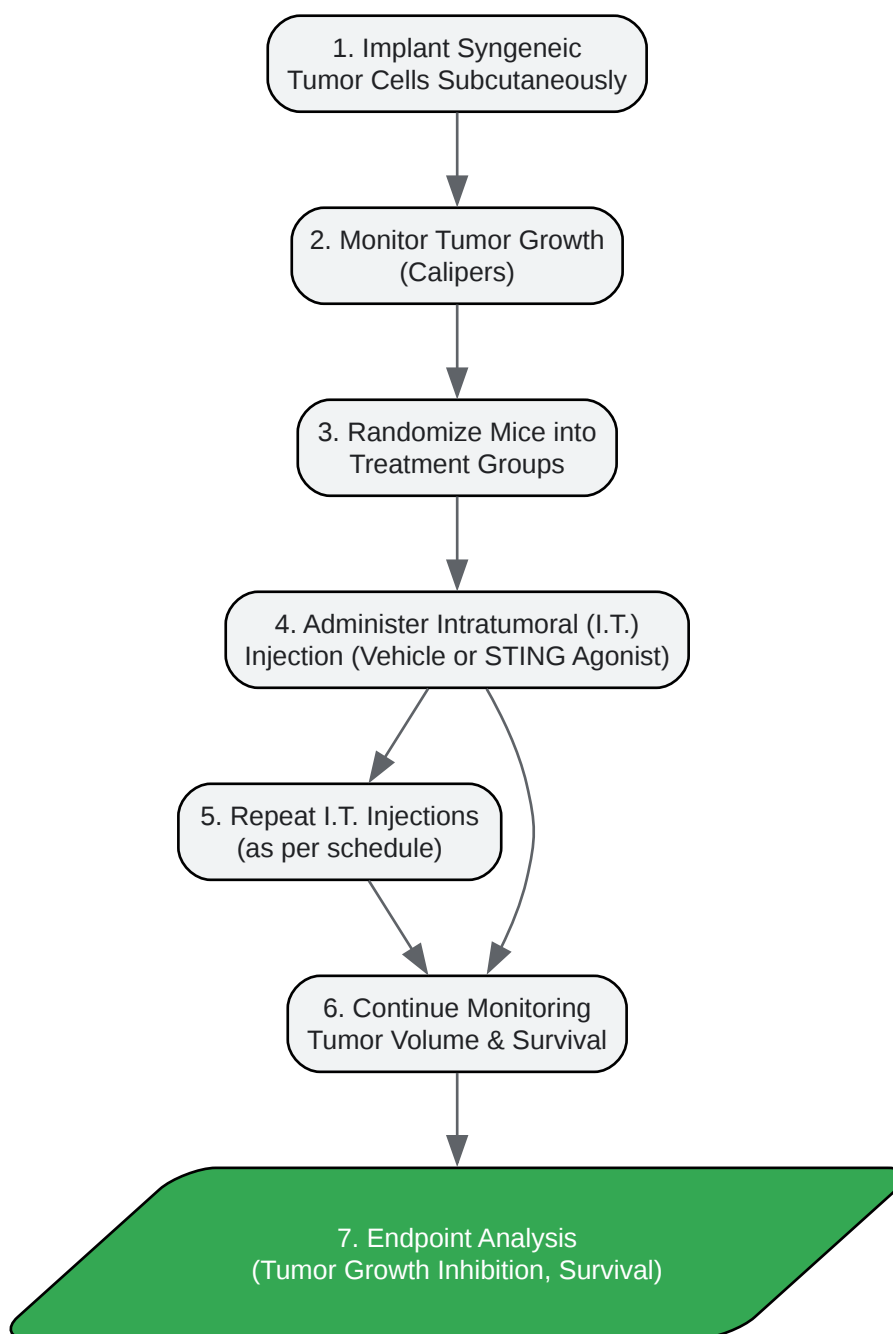 1. Implant Syngeneic
Tumor Cells Subcutaneously
2. Monitor Tumor Growth
(Calipers)
3. Randomize Mice into
Treatment Groups
4. Administer Intratumoral (I.T.)
Injection (Vehicle or STING Agonist)
5. Repeat I.T. Injections
(as per schedule)
6. Continue Monitoring
Tumor Volume & Survival
7. Endpoint Analysis
(Tumor Growth Inhibition, Survival)